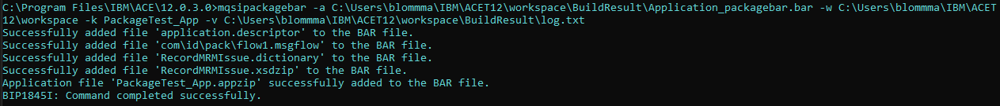 C:\Program Files\IBM\ACE\12.0.3.0>mqsipackagebar -a C:\Users\blommma\IBM\ACET12\workspace\BuildResult\Application_packagebar.bar -w C:\Users\blommma\IBM\ACET
12\workspace -k PackageTest_App -v C:\Users\blommma\IBM\ACET12\workspace\BuildResult\log.txt
Successfully added file 'application.descriptor' to the BAR file.
Successfully added file 'com\id\pack\flow1.msgflow' to the BAR file.
Successfully added file 'RecordMRMIssue.dictionary' to the BAR file.
Successfully added file 'RecordMRMIssue.xsdzip' to the BAR file.
Application file 'PackageTest_App.appzip' successfully added to the BAR file.
BIP1845I: Command completed successfully.